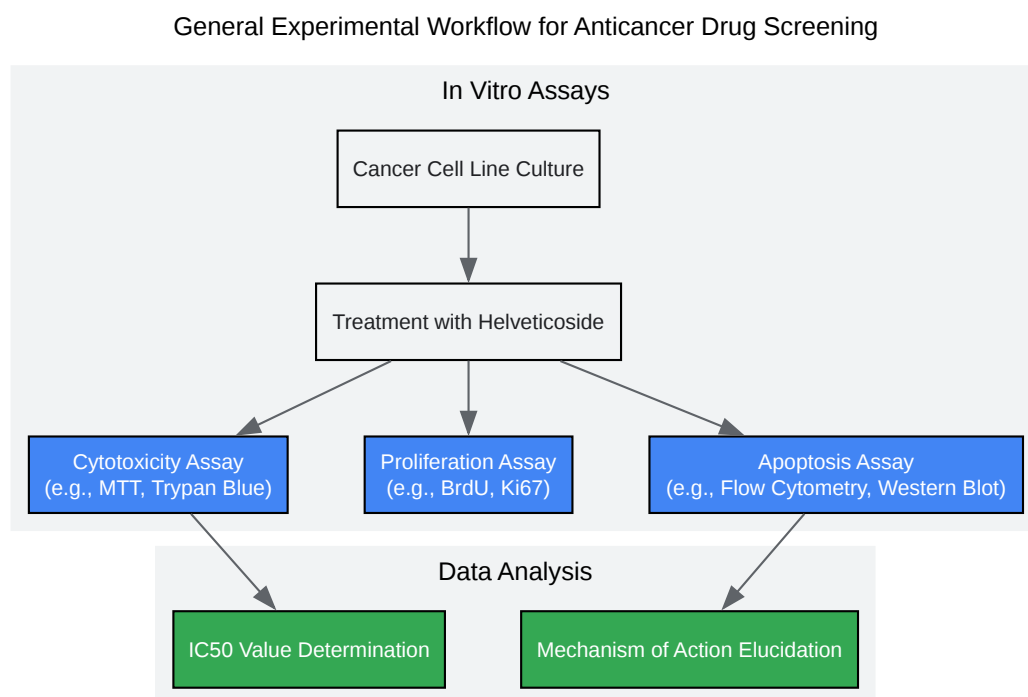 General Experimental Workflow for Anticancer Drug Screening
In Vitro Assays
Cancer Cell Line Culture
Treatment with Helveticoside
Cytotoxicity Assay
(e.g., MTT, Trypan Blue)
Proliferation Assay
(e.g., BrdU, Ki67)
Apoptosis Assay
(e.g., Flow Cytometry, Western Blot)
Data Analysis
IC50 Value Determination
Mechanism of Action Elucidation